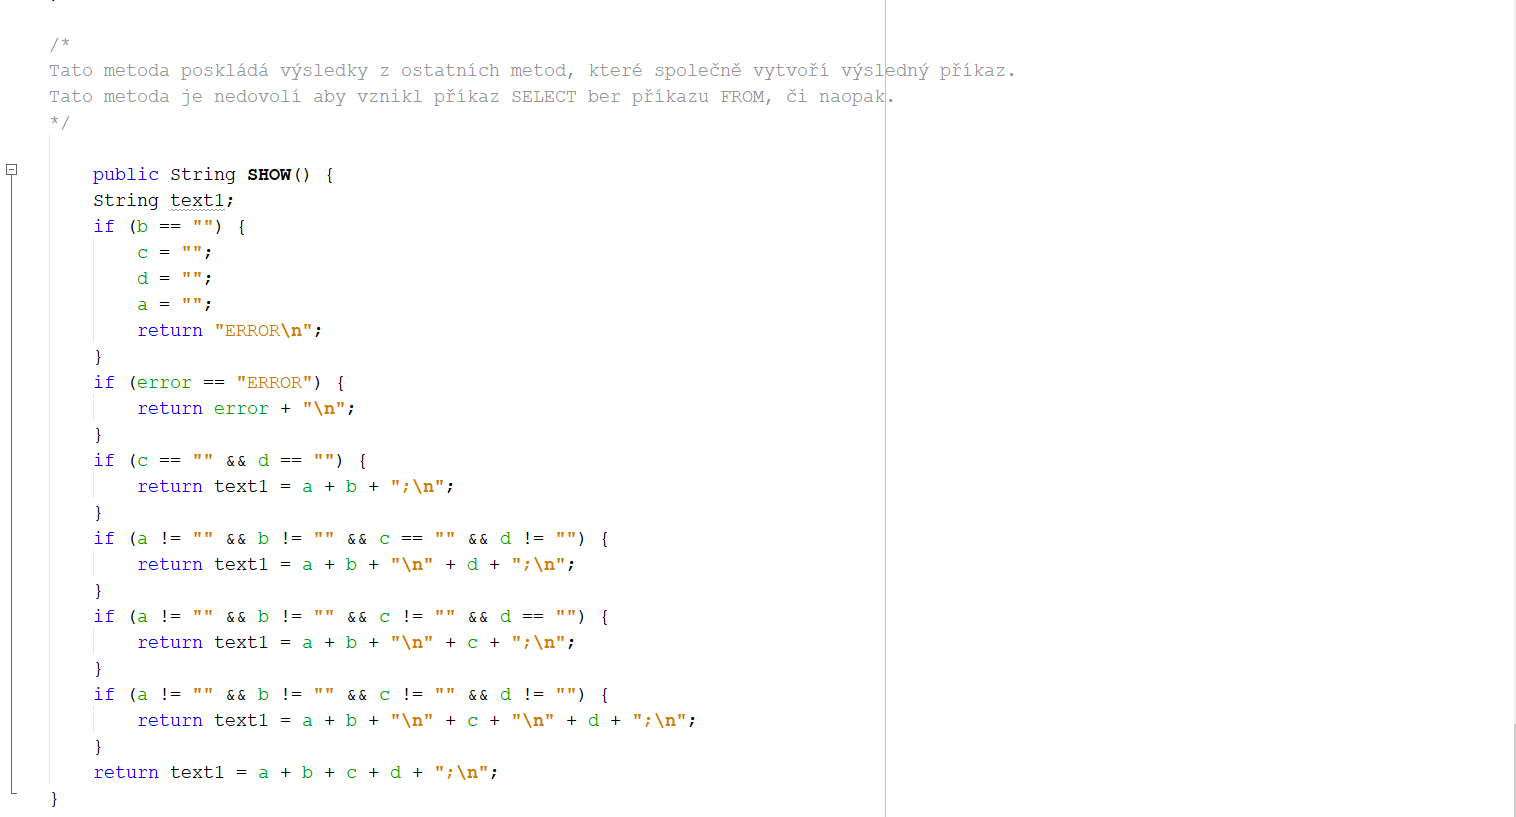 /*
Tato metoda poskládá výsledky z ostatních metod, které společně vytvoří výsledný příkaz.
Tato metoda je nedovolí aby vznikl příkaz SELECT ber příkazu FROM, či naopak.
*/
public String SHOW() {
String text1;
if (b == "") {
c = "";
d = "";
a = "";
return "ERROR\n";
}
if (error == "ERROR") {
return error + "\n";
}
if (c == "" && d == "") {
return text1 = a + b + ";\n";
}
if (a != "" && b != "" && c == "" && d != "") {
return text1 = a + b + "\n" + d + ";\n";
}
if (a != "" && b != "" && c != "" && d == "") {
return text1 = a + b + "\n" + c + ";\n";
}
if (a != "" && b != "" && c != "" && d != "") {
return text1 = a + b + "\n" + c + "\n" + d + ";\n";
}
return text1 = a + b + c + d + ";\n";
}